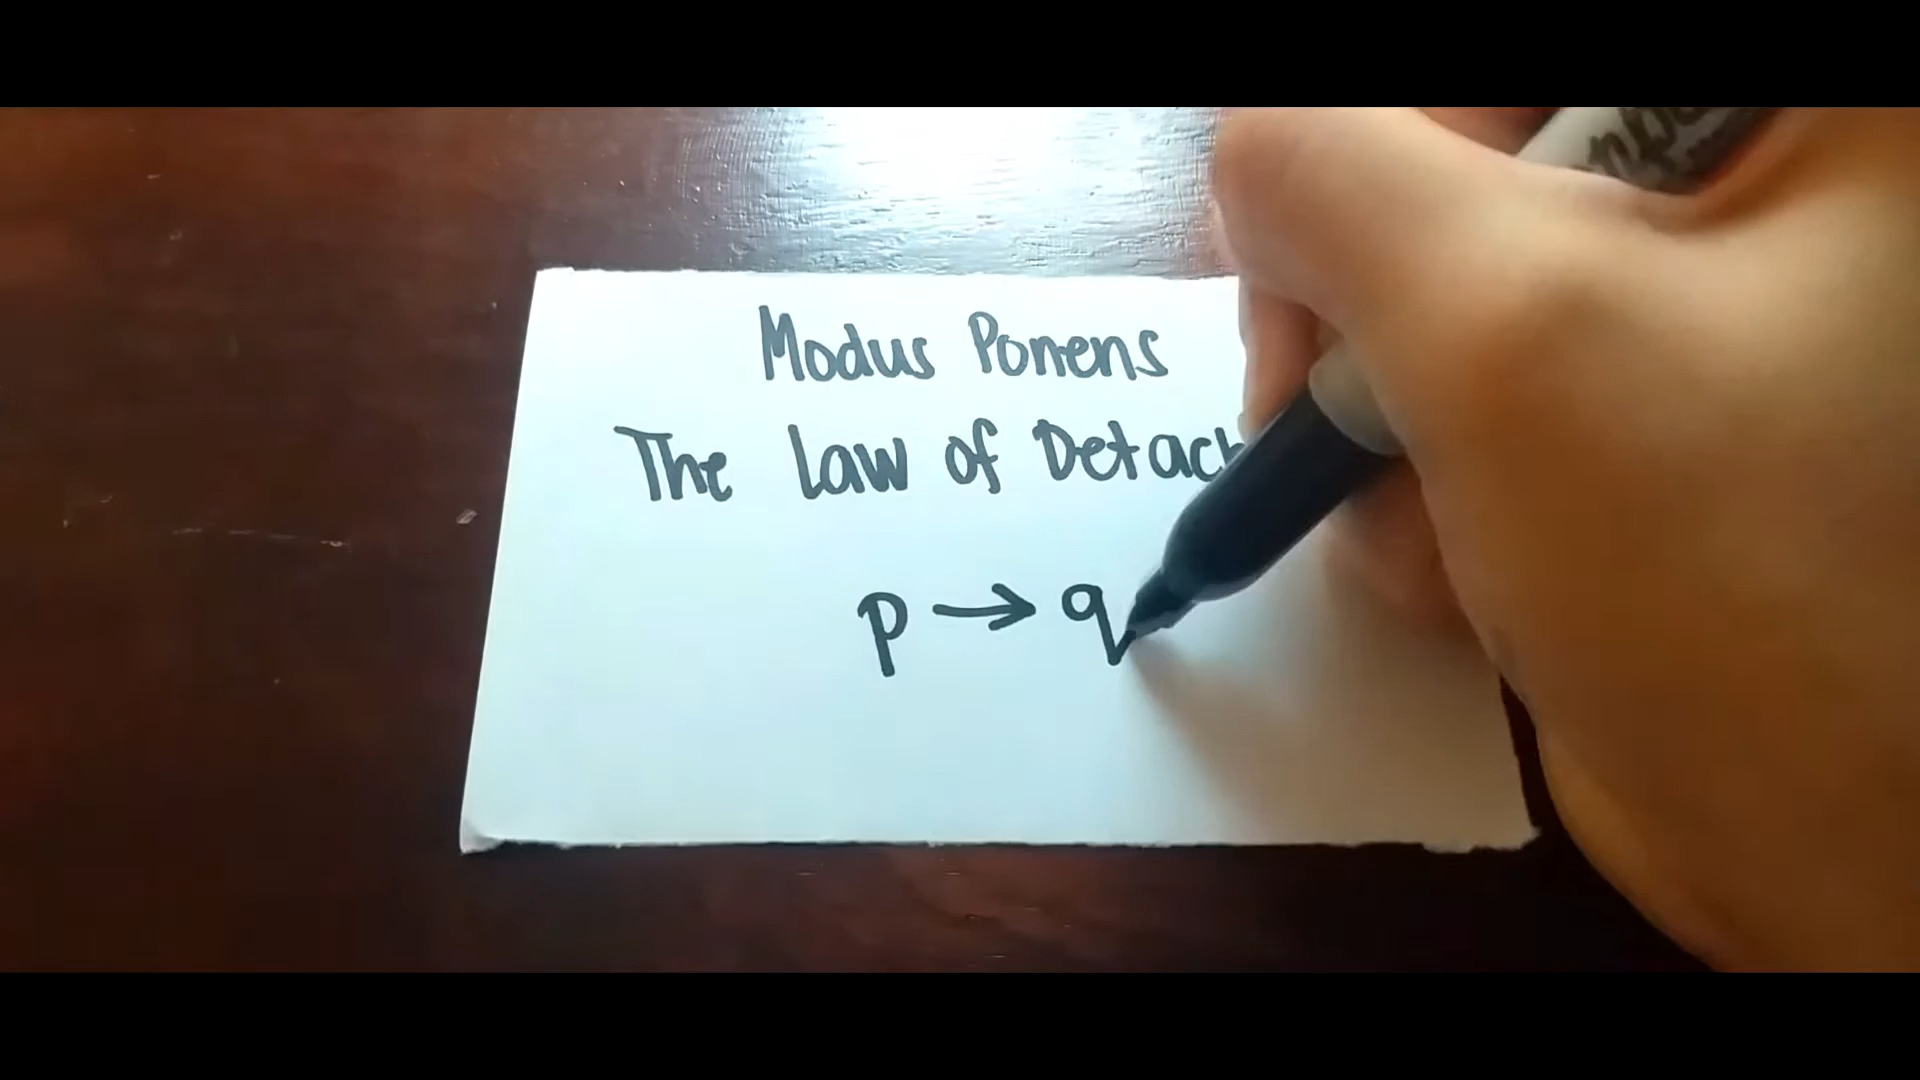 Modus Ponens
The Law of Detach
p → q